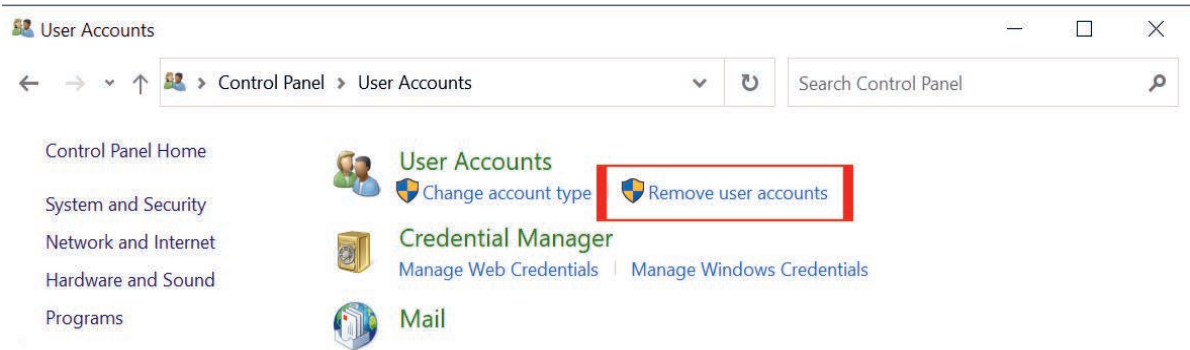 User Accounts
Control Panel > User Accounts
Search Control Panel
Control Panel Home
System and Security
Network and Internet
Hardware and Sound
Programs
User Accounts
Change account type
Remove user accounts
Credential Manager
Manage Web Credentials
Manage Windows Credentials
Mail